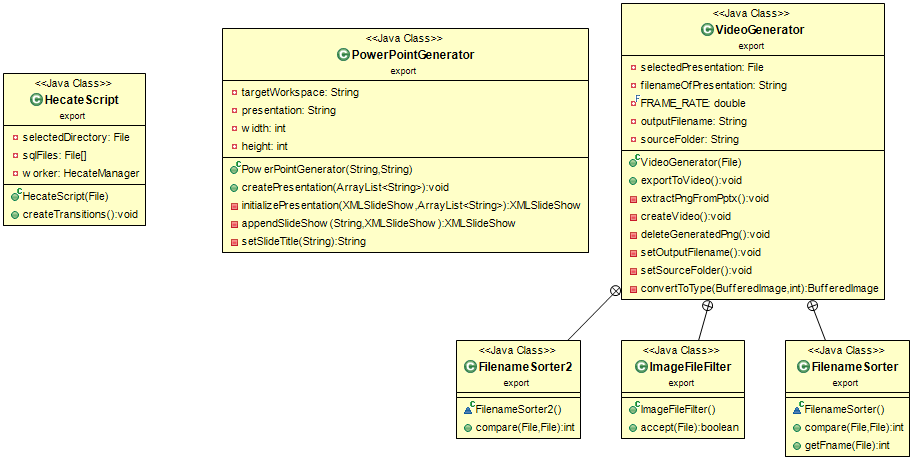 <<Java Class>>
HecateScript
export
selectedDirectory: File
sqlFiles: File[]
worker: HecateManager
HecateScript(File)
createTransitions():void
<<Java Class>>
PowerPointGenerator
export
targetWorkspace: String
presentation: String
width: int
height: int
PowerPointGenerator(String,String)
createPresentation(ArrayList<String>):void
initializePresentation(XMLSlideShow,ArrayList<String>):XMLSlideShow
appendSlideShow(String,XMLSlideShow):XMLSlideShow
setSlideTitle(String):String
<<Java Class>>
VideoGenerator
export
selectedPresentation: File
filenameOfPresentation: String
FRAME_RATE: double
outputFilename: String
sourceFolder: String
VideoGenerator(File)
exportToVideo():void
extractPngFromPptx():void
createVideo():void
deleteGeneratedPng():void
setOutputFilename():void
setSourceFolder():void
convertToType(BufferedImage,int):BufferedImage
<<Java Class>>
FilenameSorter2
export
FilenameSorter2()
compare(File,File):int
<<Java Class>>
ImageFileFilter
export
ImageFileFilter()
accept(File):boolean
<<Java Class>>
FilenameSorter
export
FilenameSorter()
compare(File,File):int
getFname(File):int